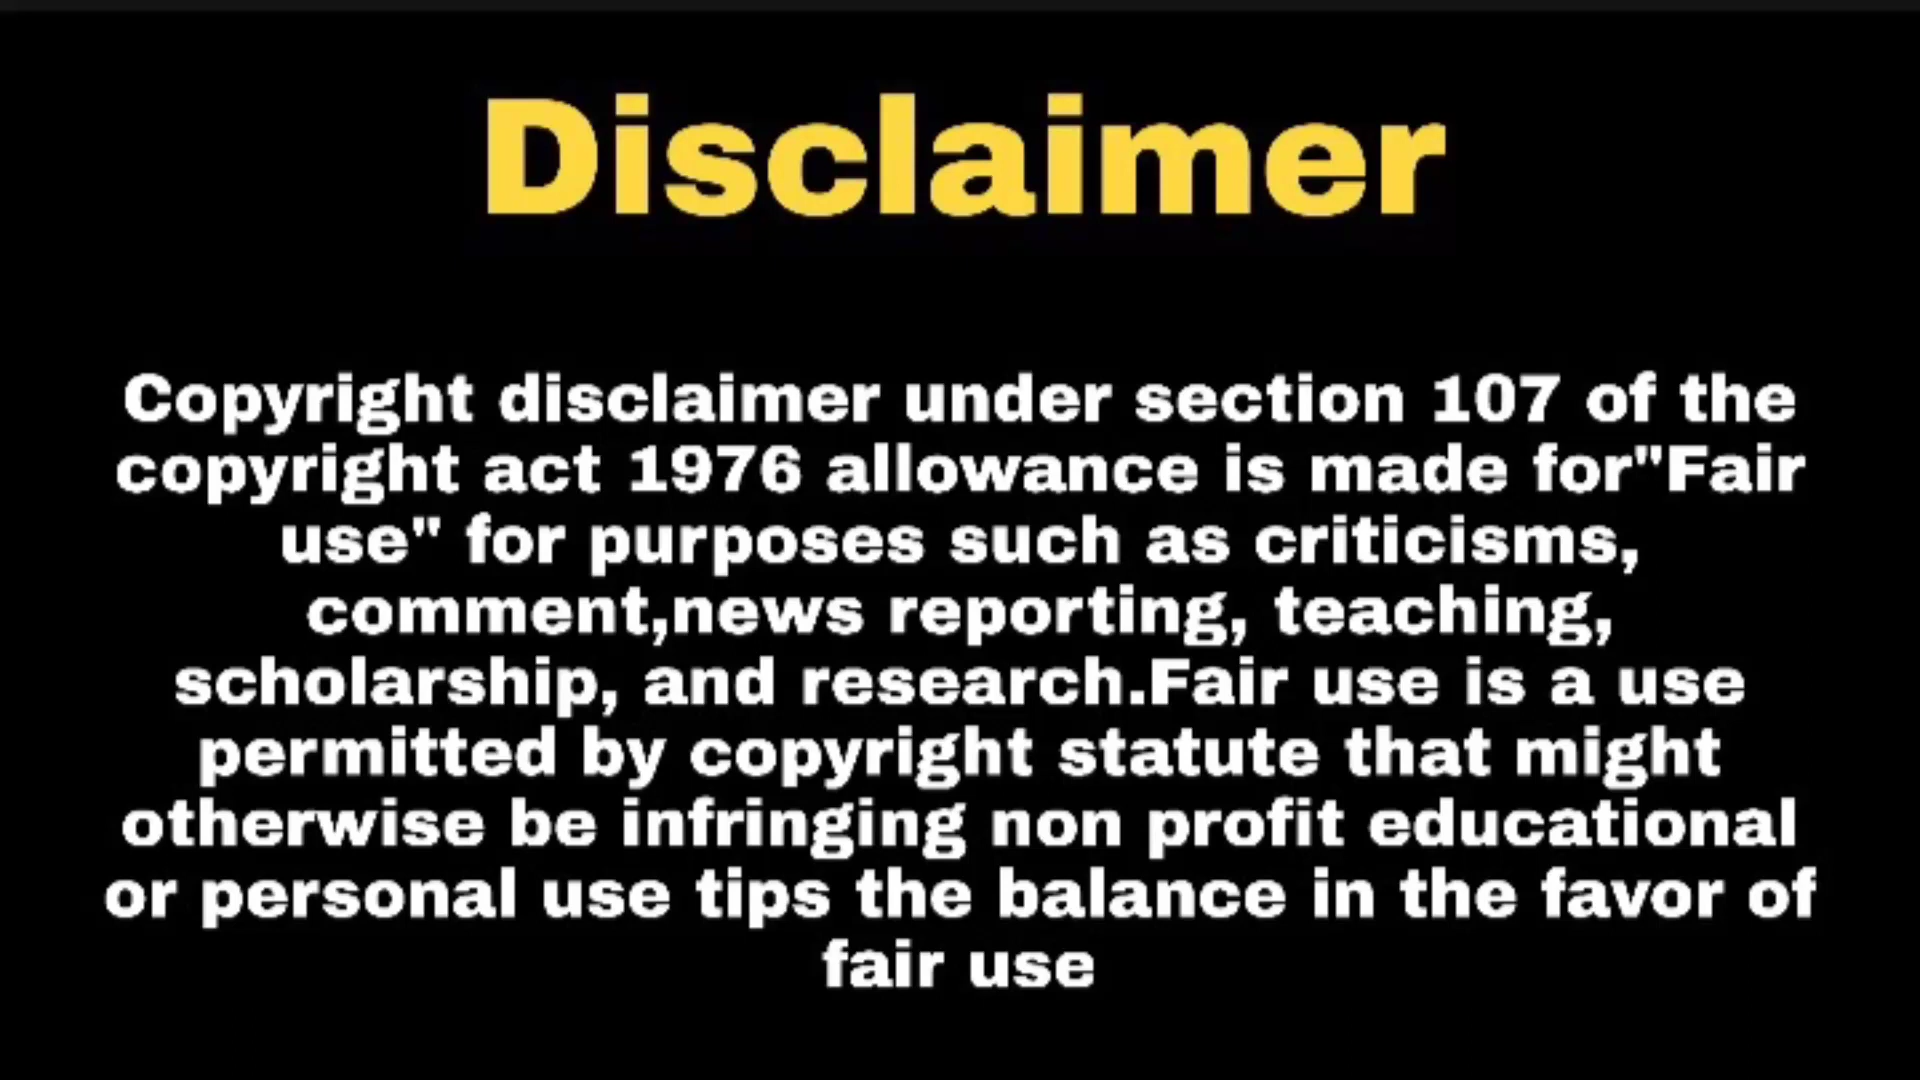 Disclaimer
Copyright disclaimer under section 107 of the
copyright act 1976 allowance is made for"Fair
use" for purposes such as criticisms,
comment,news reporting, teaching,
scholarship, and research.Fair use is a use
permitted by copyright statute that might
otherwise be infringing non profit educational
or personal use tips the balance in the favor of
fair use